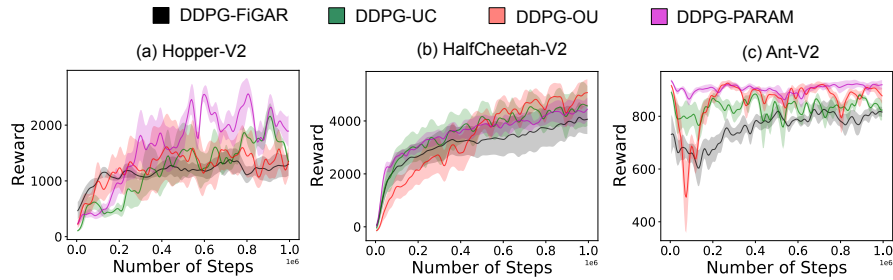 DDPG-FiGAR DDPG-UC DDPG-OU DDPG-PARAM
(a) Hopper-V2 (b) HalfCheetah-V2 (c) Ant-V2
Reward
2000
1000
0
0.0 0.2 0.4 0.6 0.8 1.0
1e6
Number of Steps
Reward
4000
2000
0
0.0 0.2 0.4 0.6 0.8 1.0
1e6
Number of Steps
Reward
800
600
400
0.0 0.2 0.4 0.6 0.8 1.0
1e6
Number of Steps